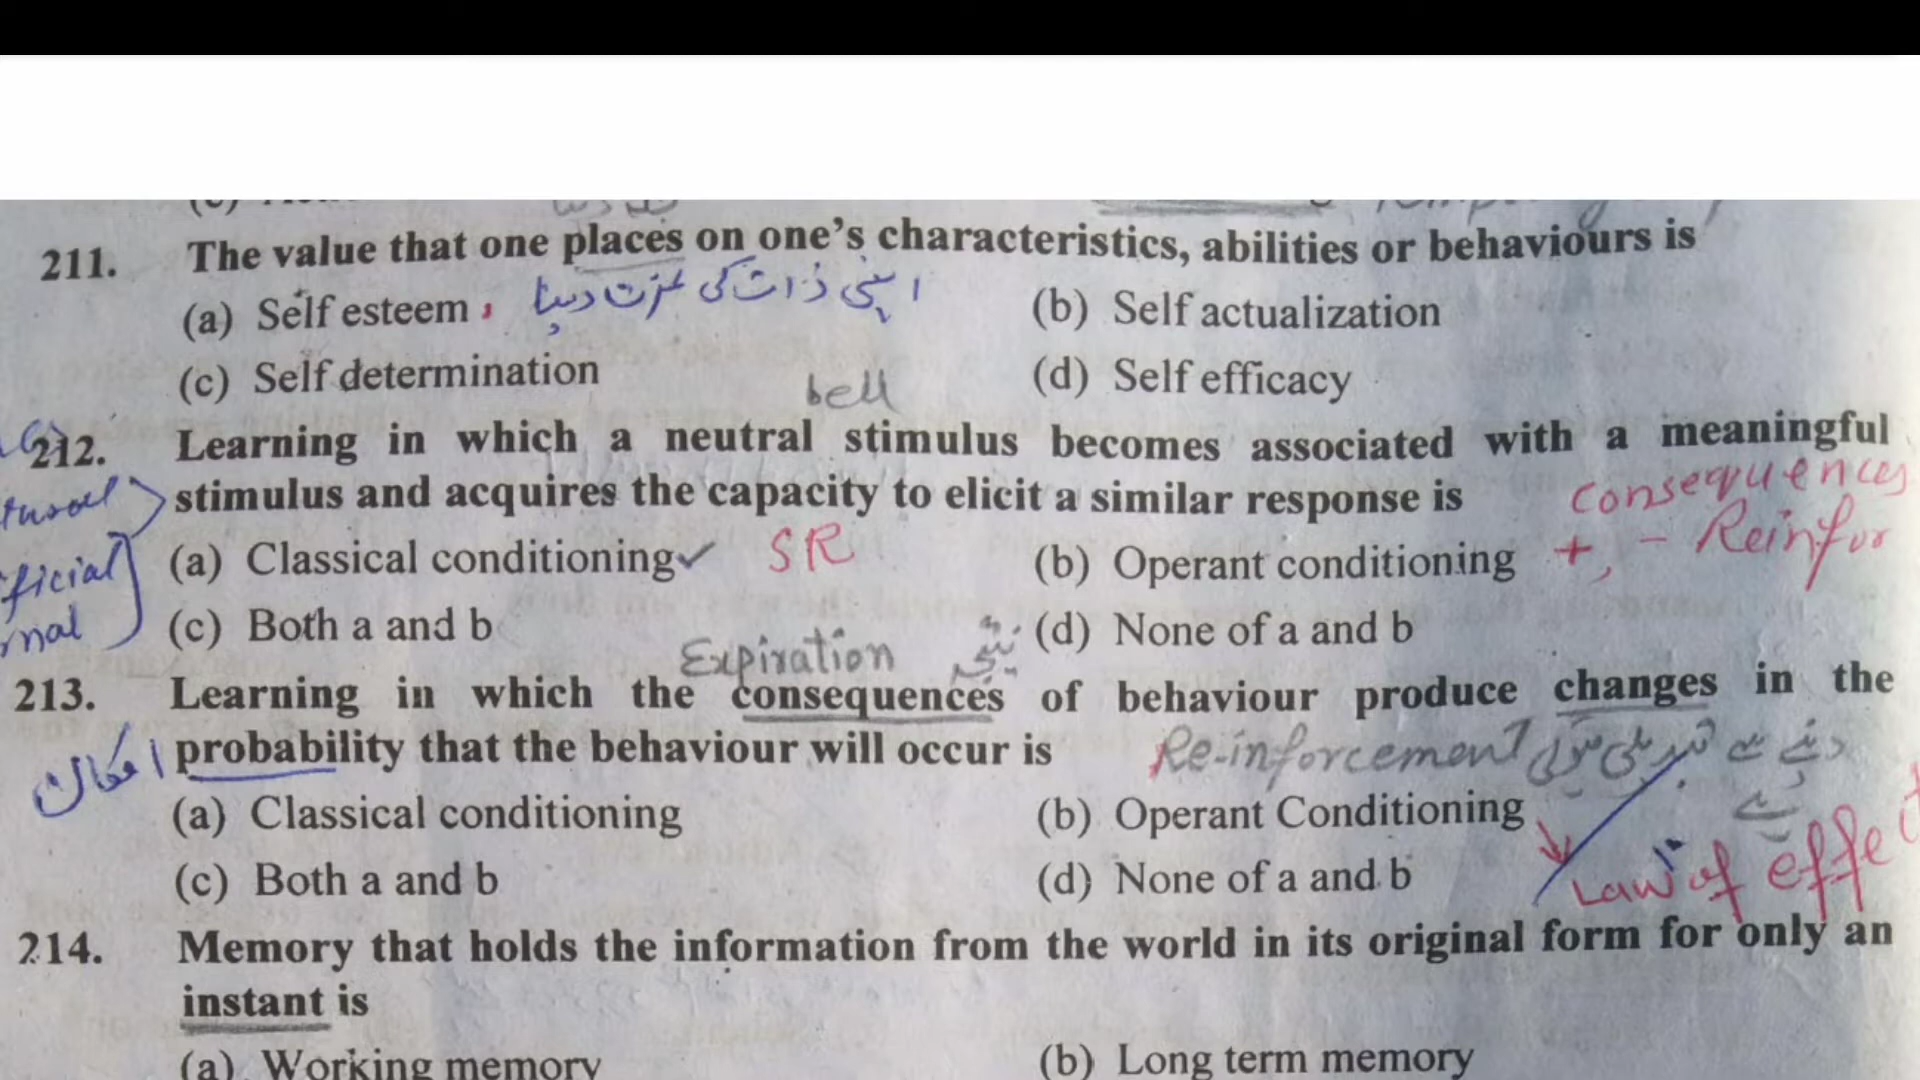 211. The value that one places on one's characteristics, abilities or behaviours is
(a) Self esteem اپنی ذات کی عزت دینا (b) Self actualization
(c) Self determination (d) Self efficacy
bell
212. Learning in which a neutral stimulus becomes associated with a meaningful
stimulus and acquires the capacity to elicit a similar response is
consequences
(a) Classical conditioning✓ SR (b) Operant conditioning +, - Reinfor
(c) Both a and b (d) None of a and b
Expiration نتیجہ
213. Learning in which the consequences of behaviour produce changes in the
probability that the behaviour will occur is Re-inforcement
امکان
(a) Classical conditioning (b) Operant Conditioning
(c) Both a and b (d) None of a and b Law of effect
214. Memory that holds the information from the world in its original form for only an
instant is
(a) Working memory (b) Long term memory